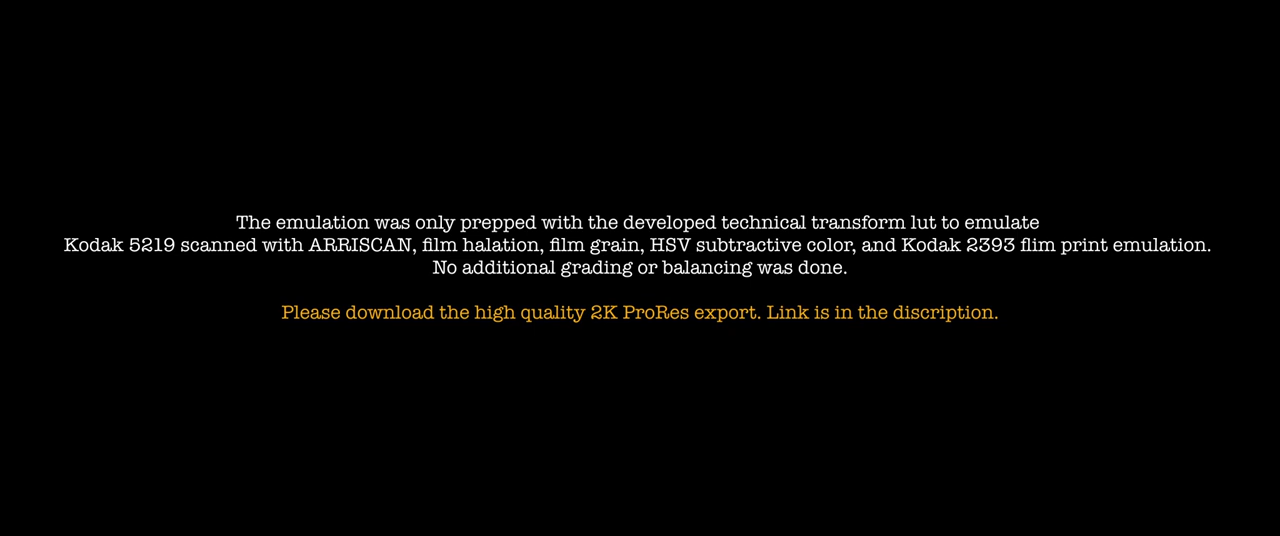 The emulation was only prepped with the developed technical transform lut to emulate
Kodak 5219 scanned with ARRISCAN, film halation, film grain, HSV subtractive color, and Kodak 2393 flim print emulation.
No additional grading or balancing was done.
Please download the high quality 2K ProRes export. Link is in the discription.